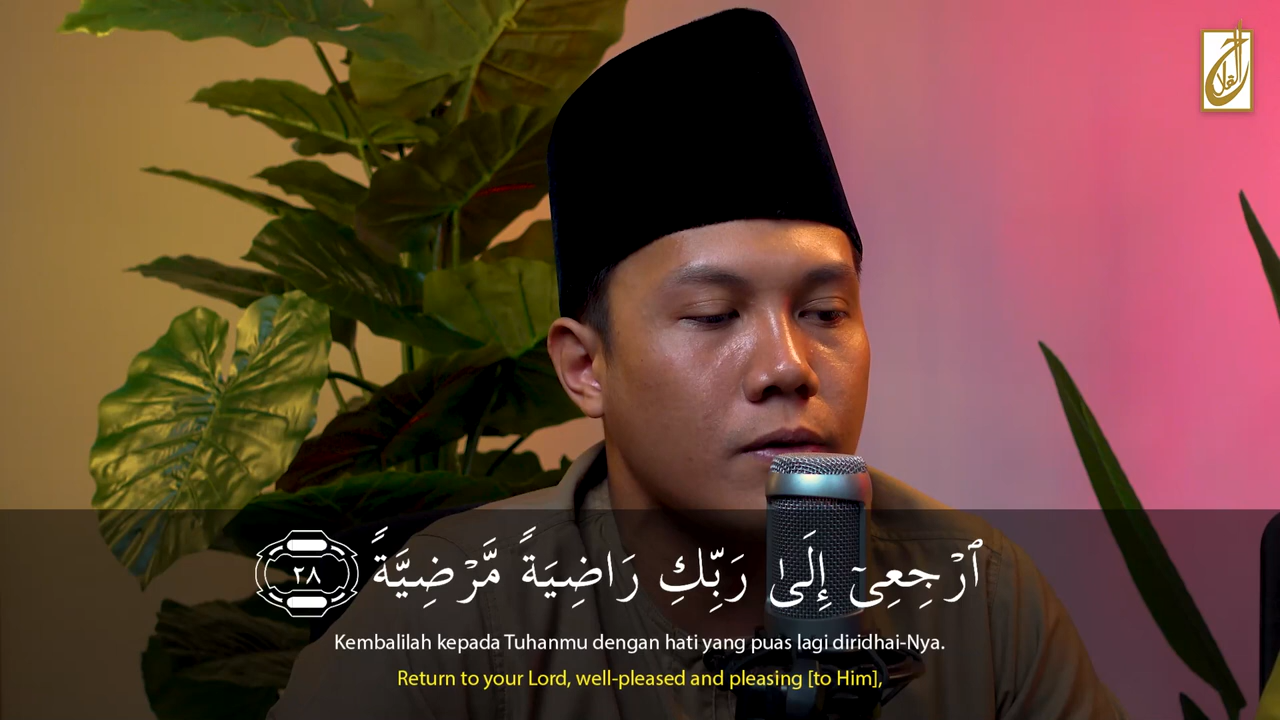 الفلاح
ٱرْجِعِىٓ إِلَىٰ رَبِّكِ رَاضِيَةً مَّرْضِيَّةً ٢٨
Kembalilah kepada Tuhanmu dengan hati yang puas lagi diridhai-Nya.
Return to your Lord, well-pleased and pleasing [to Him],